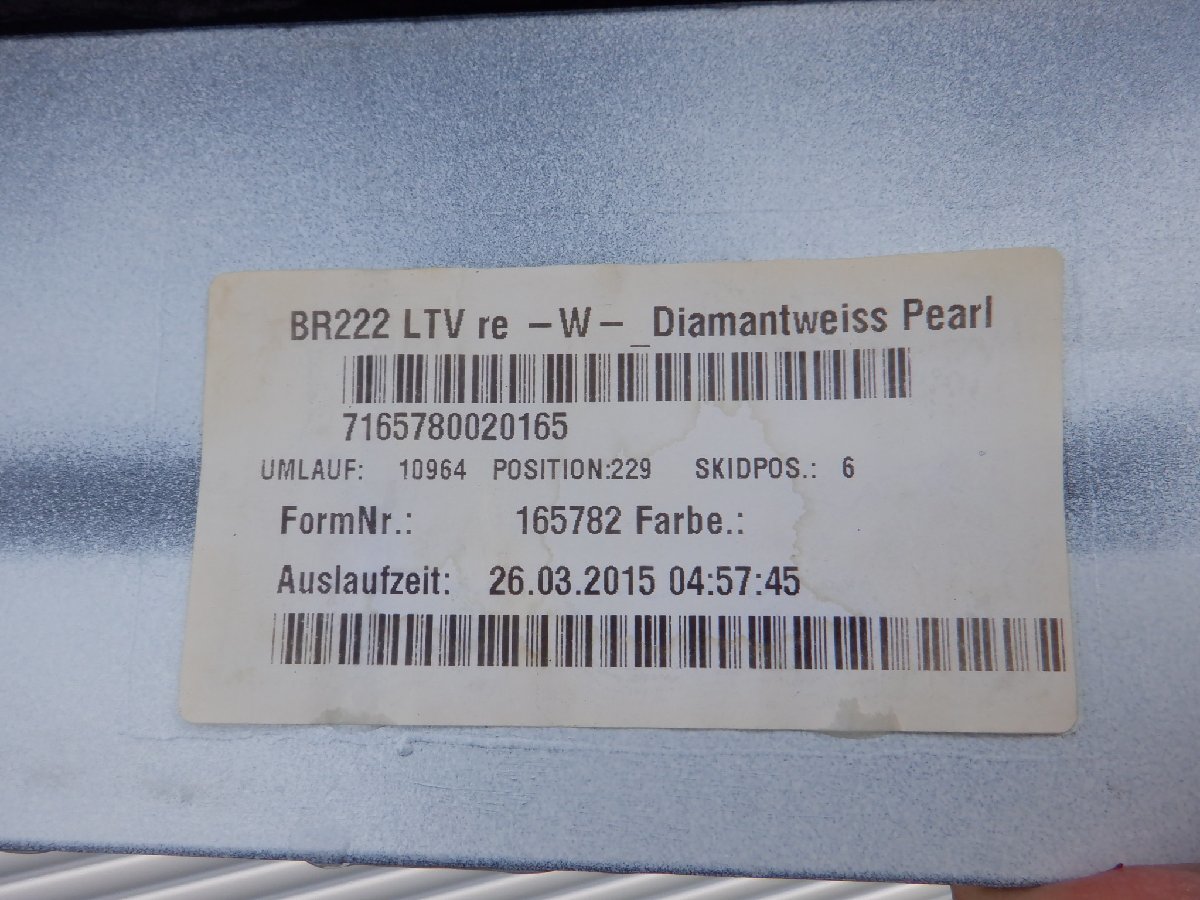 BR222 LTV re -W-_Diamantweiss Pearl
7165780020165
UMLAUF: 10964 POSITION:229 SKIDPOS.: 6
FormNr.: 165782 Farbe.:
Auslaufzeit: 26.03.2015 04:57:45